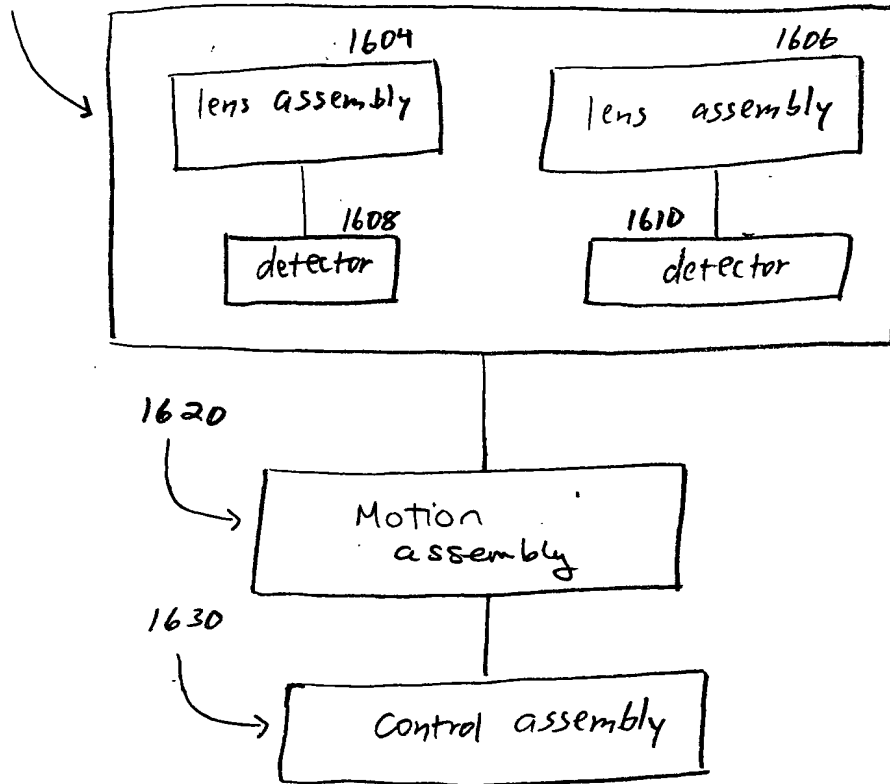 1604
1606
lens assembly
lens assembly
1608
1610
detector
detector
1620
Motion
assembly
1630
Control assembly